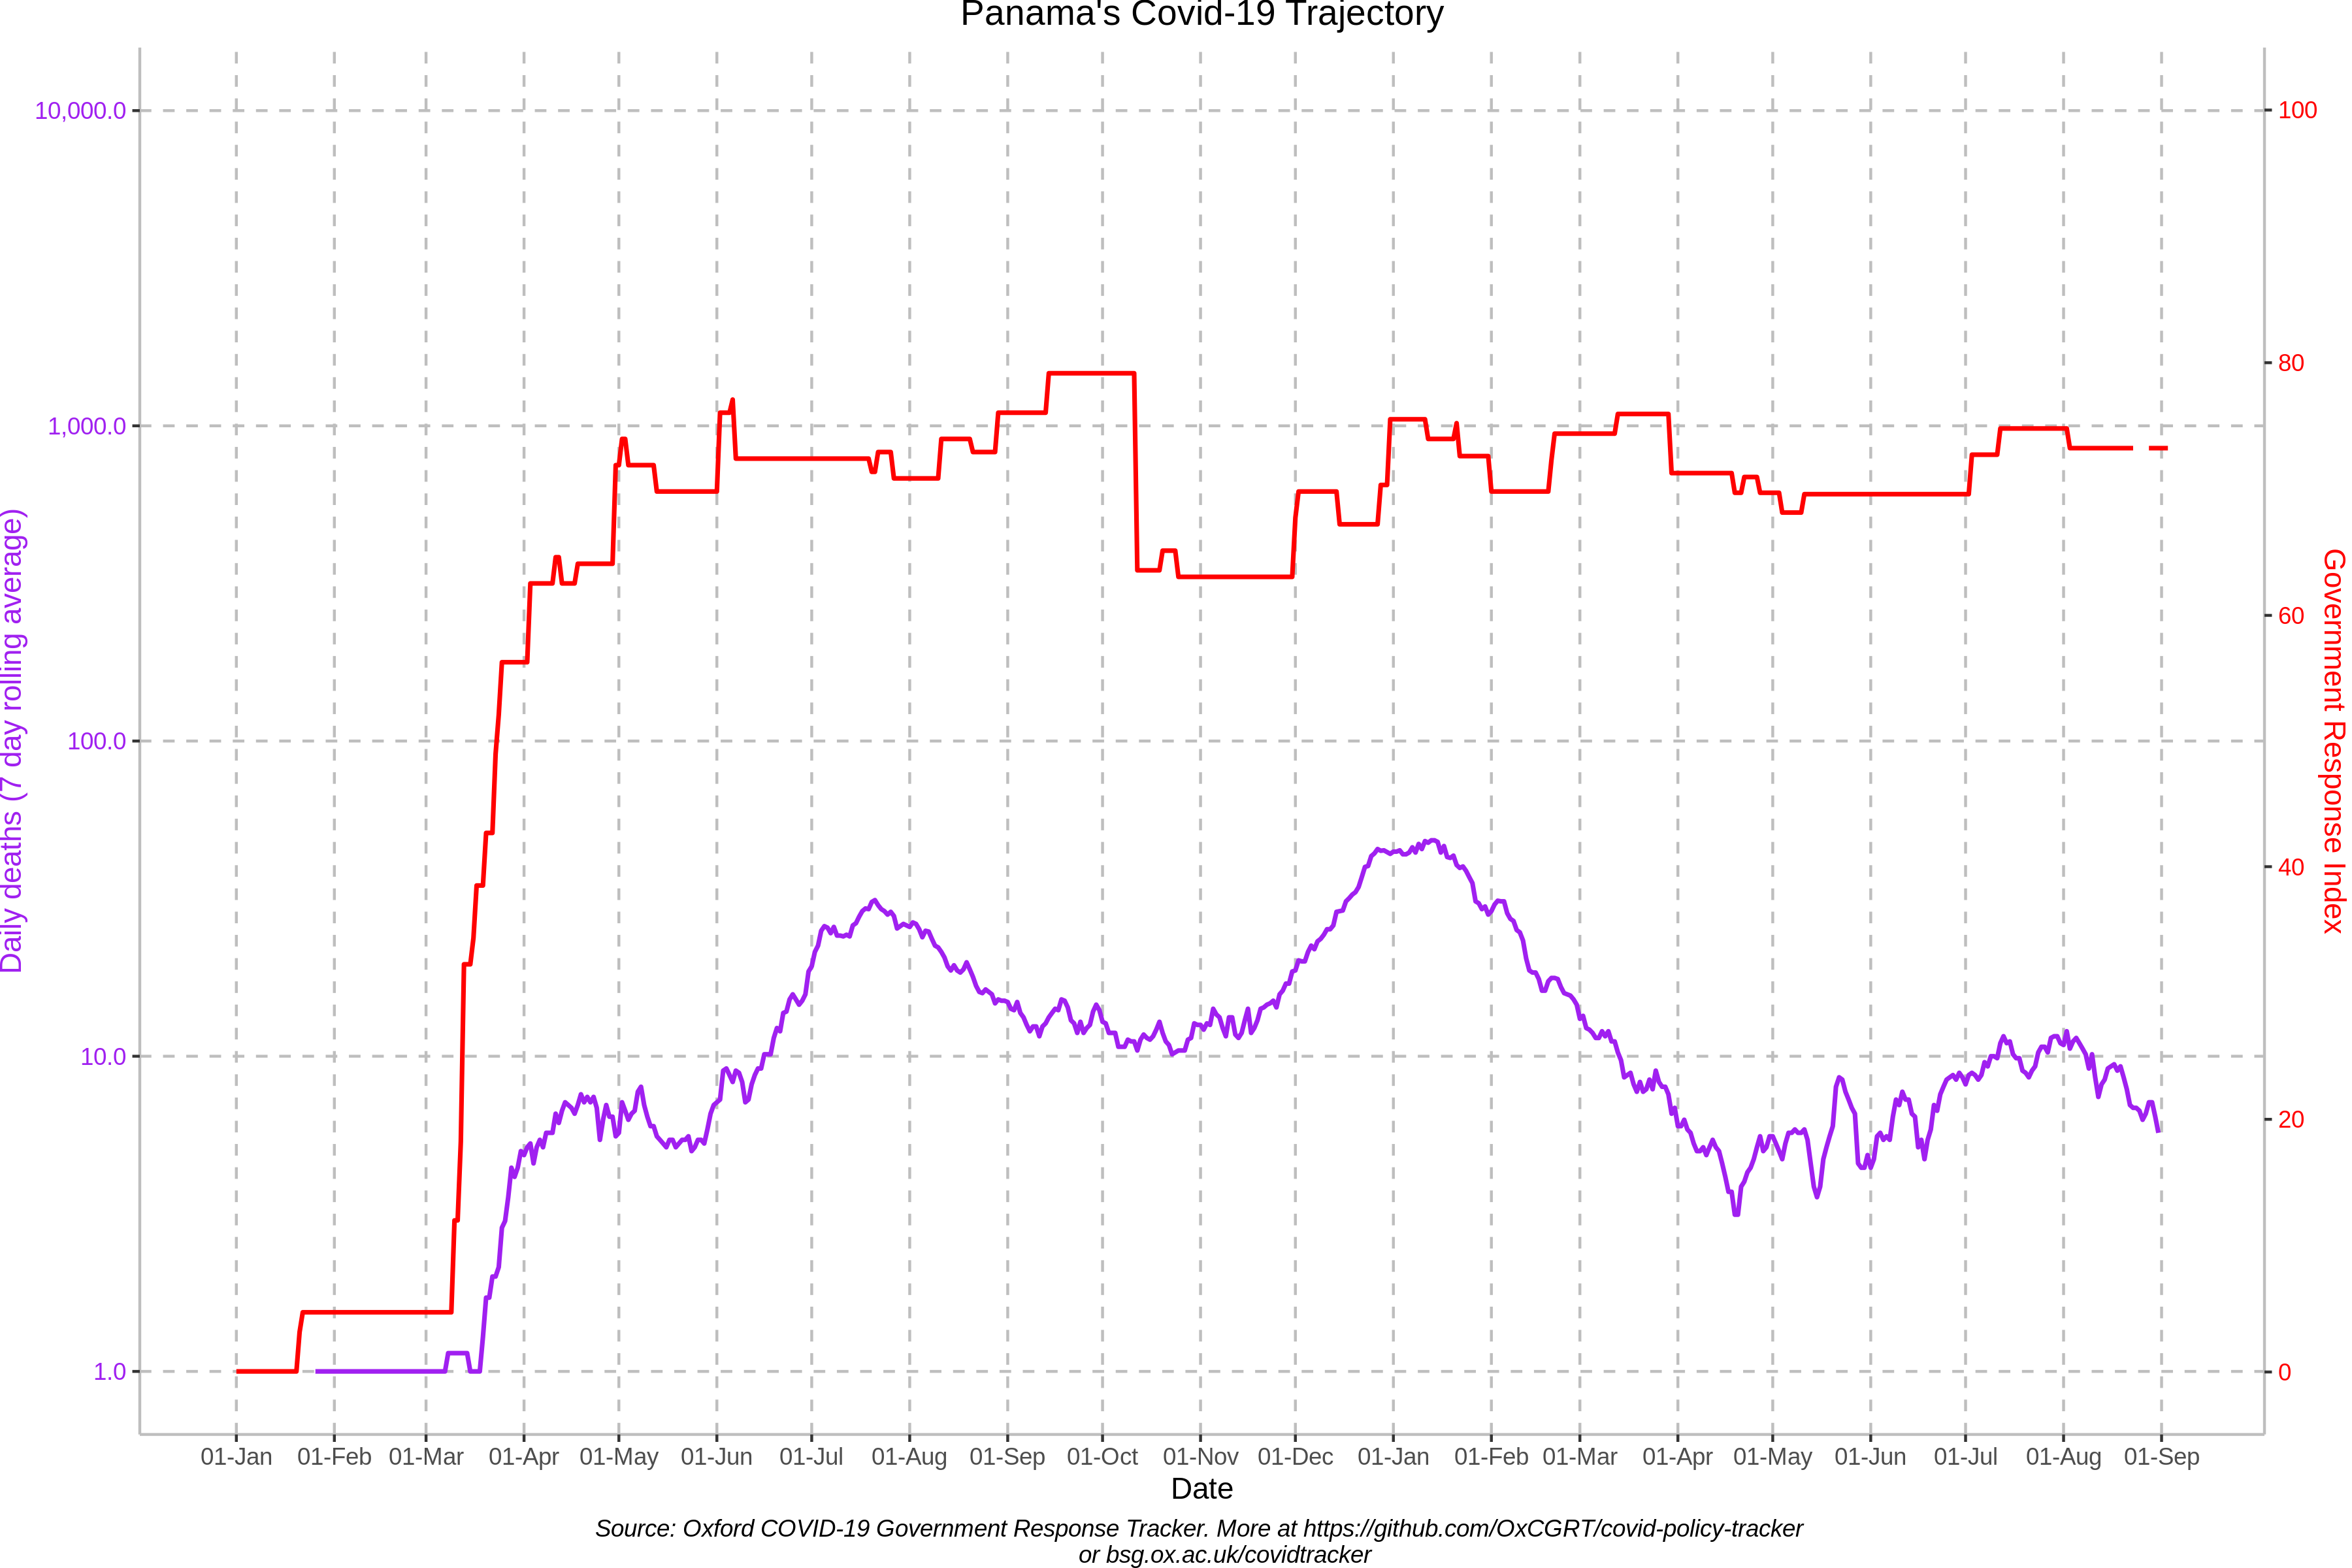 Panama's Covid-19 Trajectory
10,000.0
1,000.0
100.0
10.0
1.0
Daily deaths (7 day rolling average)
100
80
60
40
20
0
Government Response Index
01-Jan 01-Feb 01-Mar 01-Apr 01-May 01-Jun 01-Jul 01-Aug 01-Sep 01-Oct 01-Nov 01-Dec 01-Jan 01-Feb 01-Mar 01-Apr 01-May 01-Jun 01-Jul 01-Aug 01-Sep
Date
Source: Oxford COVID-19 Government Response Tracker. More at https://github.com/OxCGRT/covid-policy-tracker
or bsg.ox.ac.uk/covidtracker